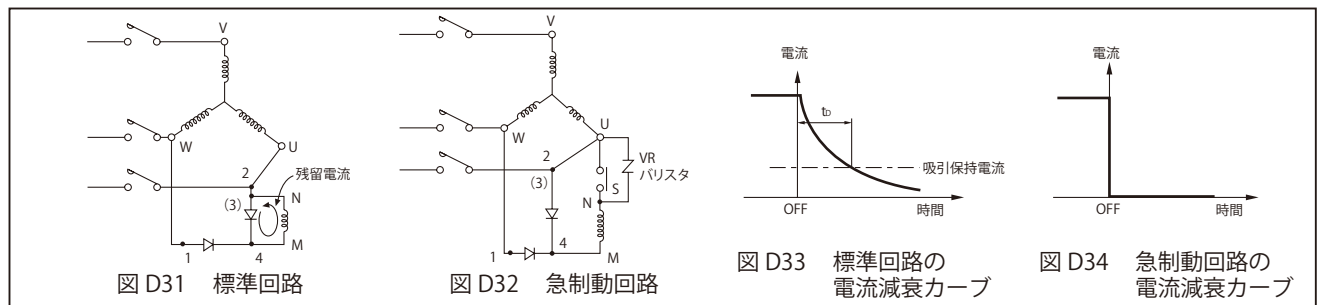 V
W
U
2
(3)
残留電流
N
M
1
4
図 D31 標準回路
V
W
U
2
(3)
VR
バリスタ
S
N
M
1
4
図 D32 急制動回路
電流
tD
吸引保持電流
OFF
時間
図 D33 標準回路の
電流減衰カーブ
電流
OFF
時間
図 D34 急制動回路の
電流減衰カーブ